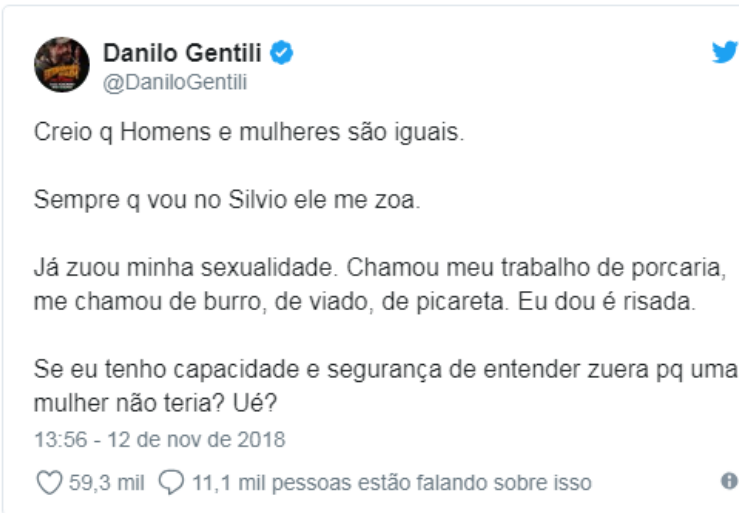 Danilo Gentili
@DaniloGentili
Creio q Homens e mulheres são iguais.
Sempre q vou no Silvio ele me zoa.
Já zuou minha sexualidade. Chamou meu trabalho de porcaria,
me chamou de burro, de viado, de picareta. Eu dou é risada.
Se eu tenho capacidade e segurança de entender zuera pq uma
mulher não teria? Ué?
13:56 - 12 de nov de 2018
59,3 mil 11,1 mil pessoas estão falando sobre isso